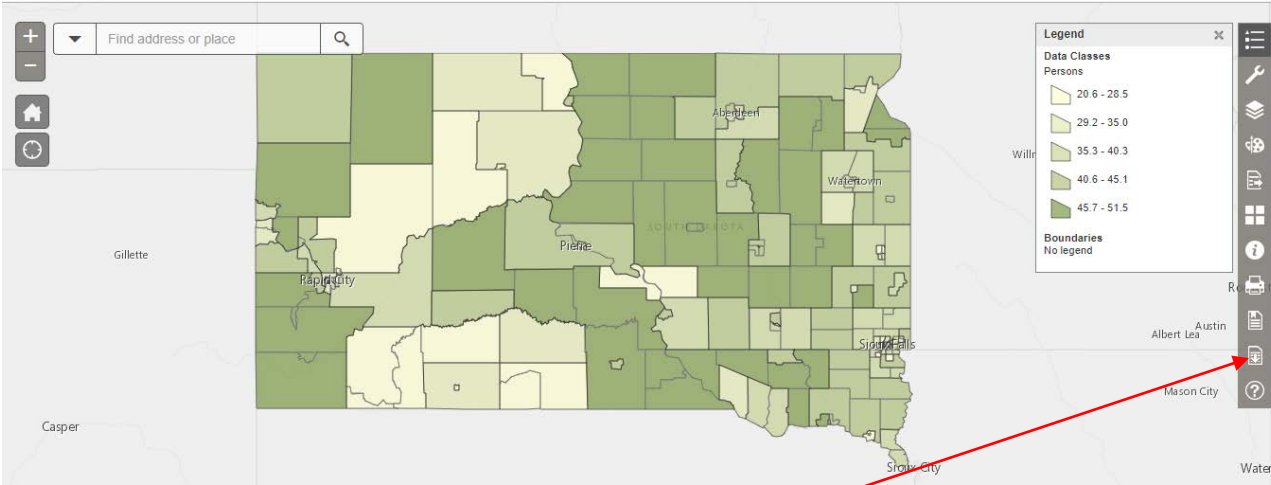 +
−
Find address or place
Legend
Data Classes
Persons
20.6 - 28.5
29.2 - 35.0
35.3 - 40.3
40.6 - 45.1
45.7 - 51.5
Boundaries
No legend
Aberdeen
Watertown
SOUTH DAKOTA
Pierre
Gillette
Rapid City
Austin
Albert Lea
Sioux Falls
Mason City
Casper
Sioux City
Water